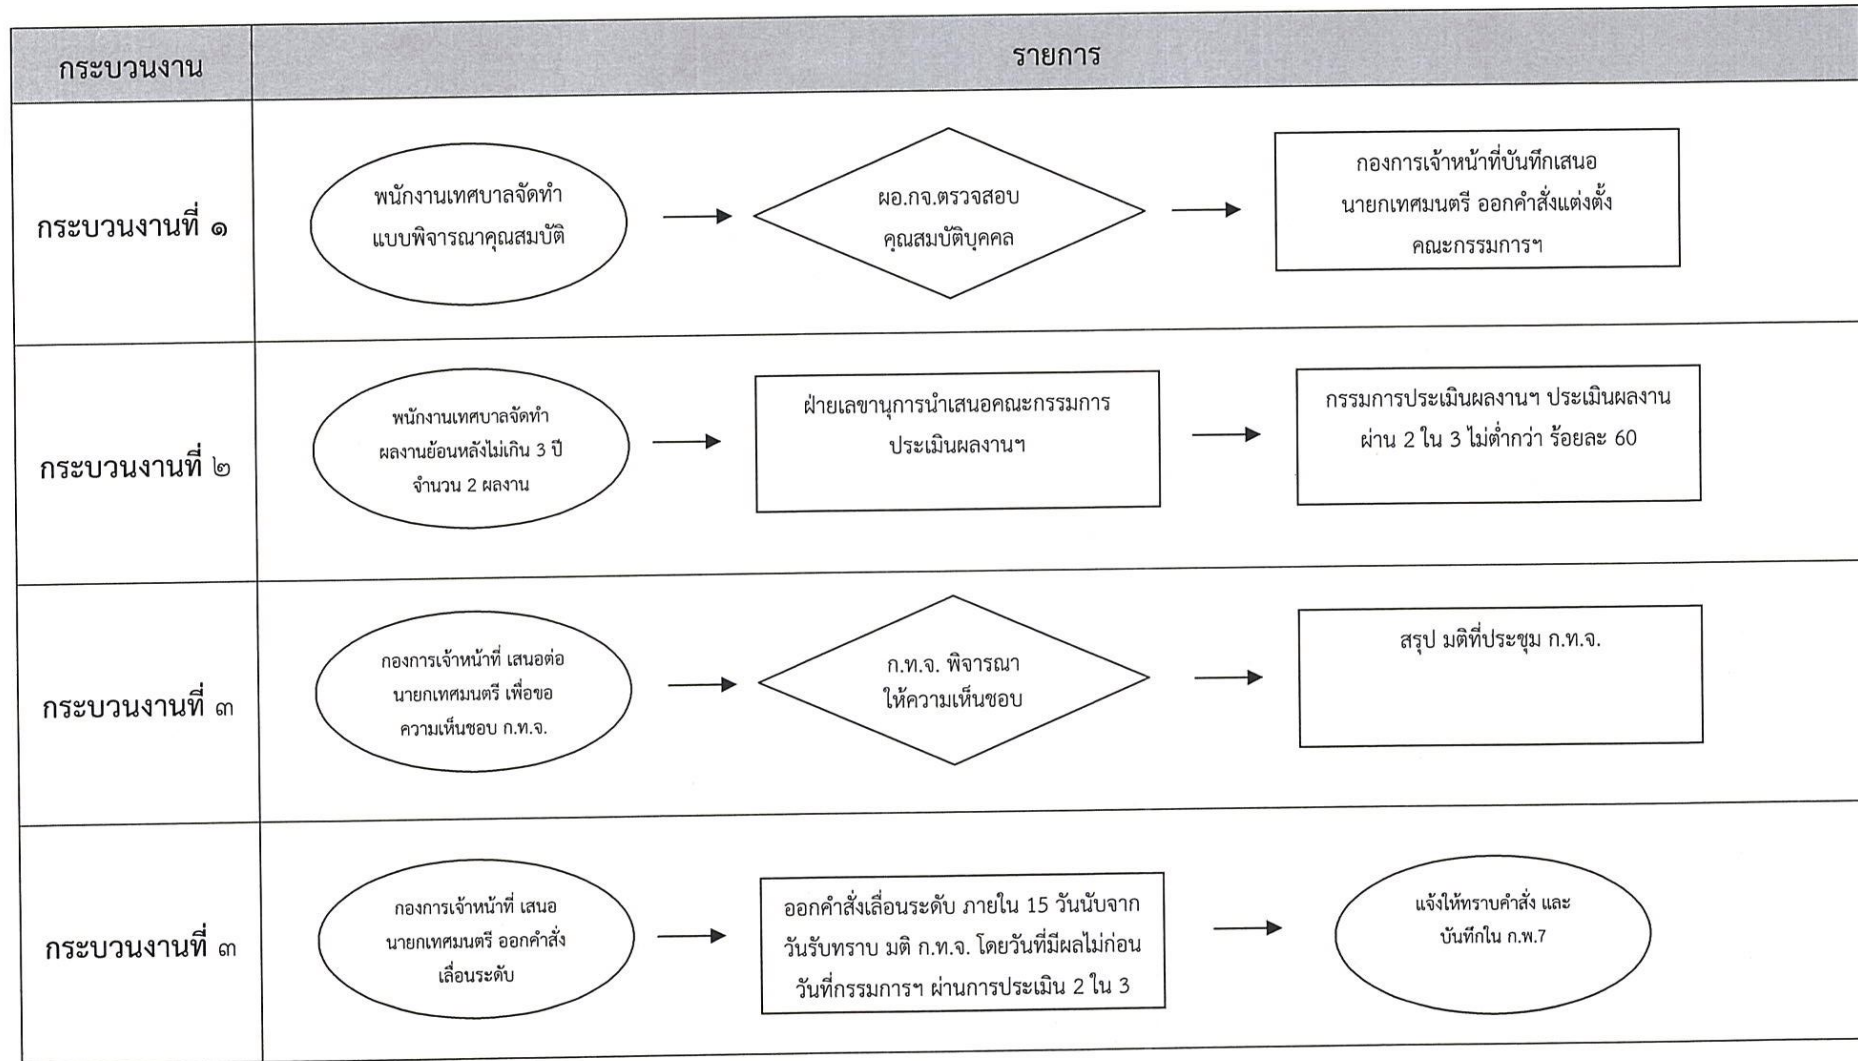 กระบวนงาน
รายการ
กระบวนงานที่ ๑
พนักงานเทศบาลจัดทำ
แบบพิจารณาคุณสมบัติ
ผอ.กจ.ตรวจสอบ
คุณสมบัติบุคคล
กองการเจ้าหน้าที่บันทึกเสนอ
นายกเทศมนตรี ออกคำสั่งแต่งตั้ง
คณะกรรมการฯ
กระบวนงานที่ ๒
พนักงานเทศบาลจัดทำ
ผลงานย้อนหลังไม่เกิน 3 ปี
จำนวน 2 ผลงาน
ฝ่ายเลขานุการนำเสนอคณะกรรมการ
ประเมินผลงานฯ
กรรมการประเมินผลงานฯ ประเมินผลงาน
ผ่าน 2 ใน 3 ไม่ต่ำกว่า ร้อยละ 60
กระบวนงานที่ ๓
กองการเจ้าหน้าที่ เสนอต่อ
นายกเทศมนตรี เพื่อขอ
ความเห็นชอบ ก.ท.จ.
ก.ท.จ. พิจารณา
ให้ความเห็นชอบ
สรุป มติที่ประชุม ก.ท.จ.
กระบวนงานที่ ๓
กองการเจ้าหน้าที่ เสนอ
นายกเทศมนตรี ออกคำสั่ง
เลื่อนระดับ
ออกคำสั่งเลื่อนระดับ ภายใน 15 วันนับจาก
วันรับทราบ มติ ก.ท.จ. โดยวันที่มีผลไม่ก่อน
วันที่กรรมการฯ ผ่านการประเมิน 2 ใน 3
แจ้งให้ทราบคำสั่ง และ
บันทึกใน ก.พ.7